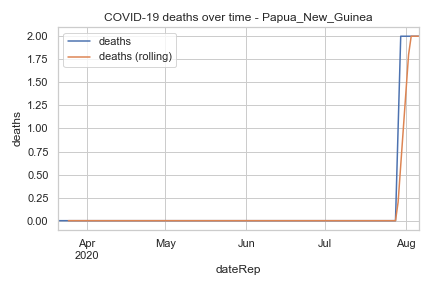 COVID-19 deaths over time - Papua_New_Guinea
deaths
deaths (rolling)
2.00
1.75
1.50
1.25
1.00
0.75
0.50
0.25
0.00
deaths
Apr
2020
May
Jun
Jul
Aug
dateRep